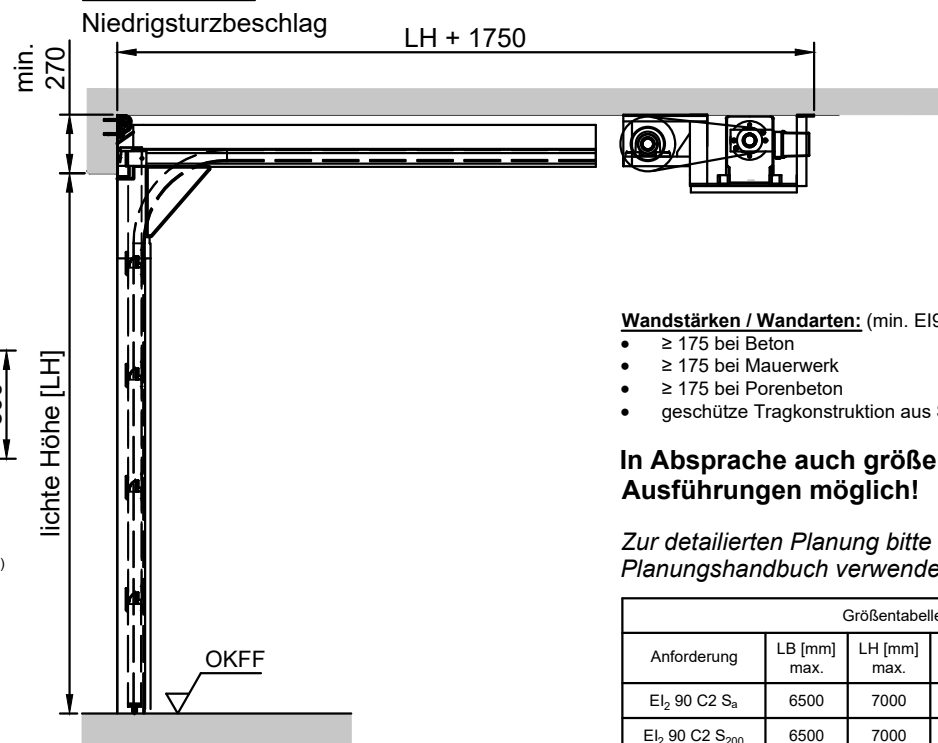 Niedrigsturzbeschlag
LH + 1750
min.
270
lichte Höhe [LH]
)
OKFF
Wandstärken / Wandarten: (min. EI9
• ≥ 175 bei Beton
• ≥ 175 bei Mauerwerk
• ≥ 175 bei Porenbeton
• geschütze Tragkonstruktion aus
In Absprache auch größe
Ausführungen möglich!
Zur detailierten Planung bitte
Planungshandbuch verwende
Größentabelle
Anforderung LB [mm] max. LH [mm] max.
EI₂ 90 C2 Sₐ 6500 7000
EI₂ 90 C2 S₂₀₀ 6500 7000